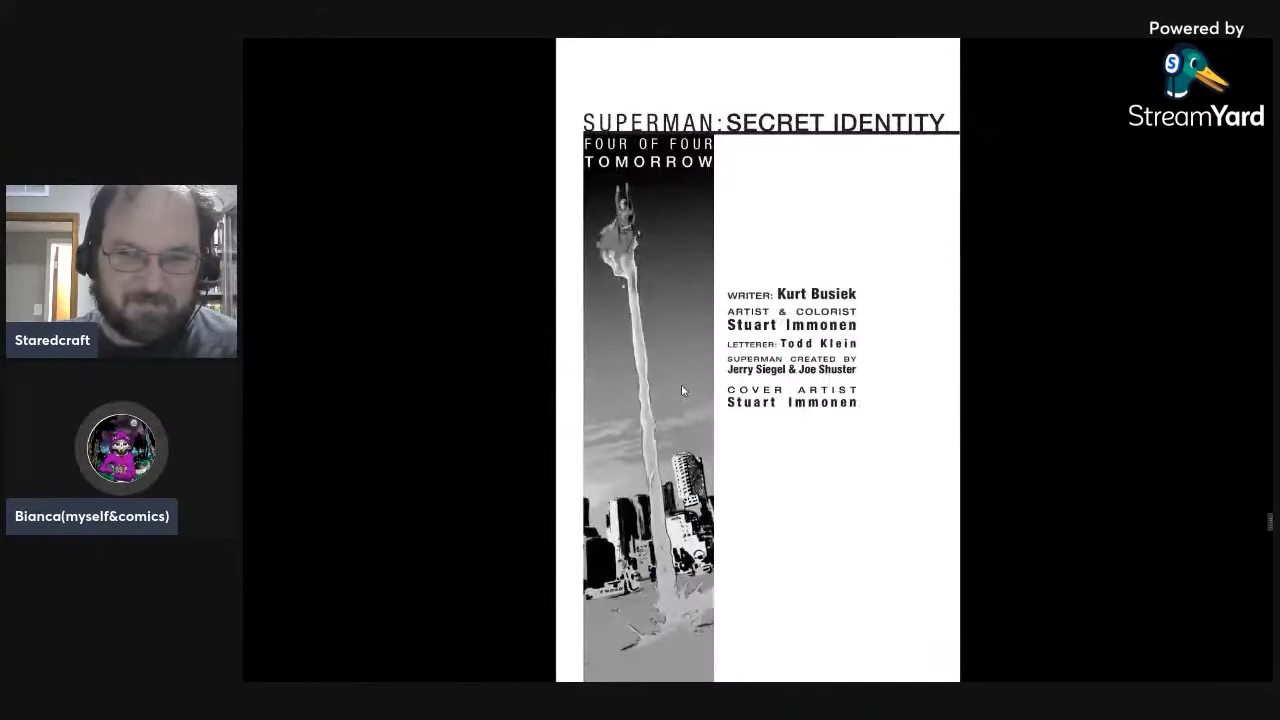 Powered by
StreamYard
SUPERMAN: SECRET IDENTITY
FOUR OF FOUR
TOMORROW
WRITER: Kurt Busiek
ARTIST & COLORIST
Stuart Immonen
LETTERER: Todd Klein
SUPERMAN CREATED BY
Jerry Siegel & Joe Shuster
COVER ARTIST
Stuart Immonen
Staredcraft
Bianca(myself&comics)